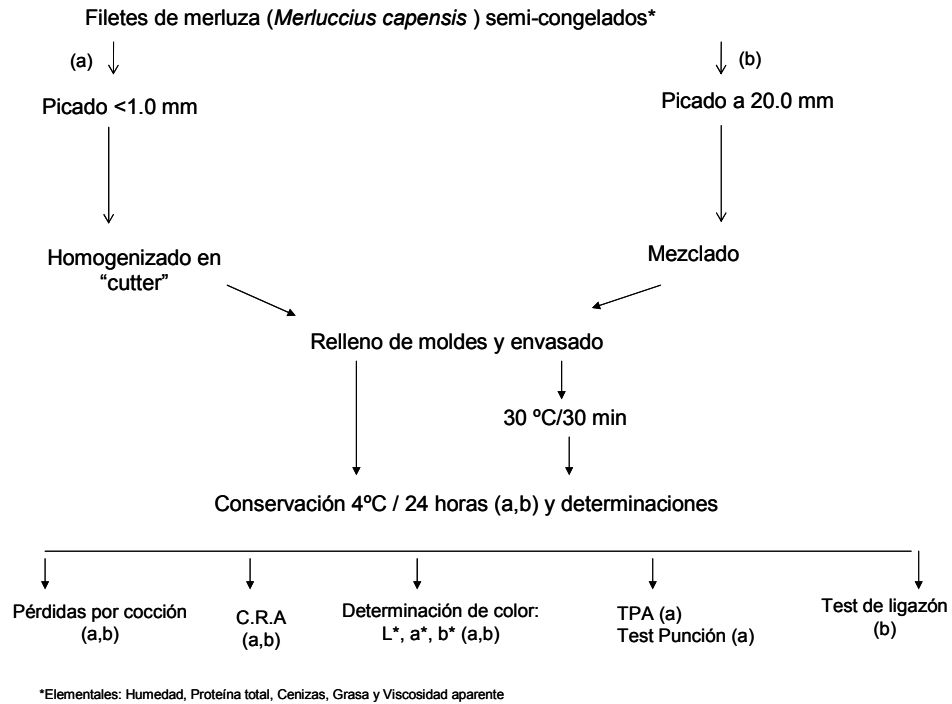 Filetes de merluza (Merluccius capensis ) semi-congelados*
(a)
(b)
Picado <1.0 mm
Picado a 20.0 mm
Homogenizado en
“cutter”
Mezclado
Relleno de moldes y envasado
30 ºC/30 min
Conservación 4ºC / 24 horas (a,b) y determinaciones
Pérdidas por cocción
(a,b)
C.R.A
(a,b)
Determinación de color:
L*, a*, b* (a,b)
TPA (a)
Test Punción (a)
Test de ligazón
(b)
*Elementales: Humedad, Proteína total, Cenizas, Grasa y Viscosidad aparente